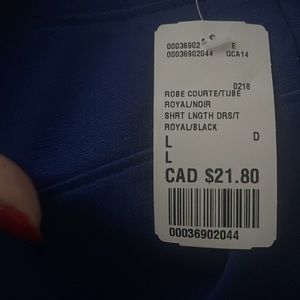 00036902 E
00036902044 QCA14
0218
ROBE COURTE/TUBE
ROYAL/NOIR
SHRT LNGTH DRS/T
ROYAL/BLACK
L D
L
CAD $21.80
00036902044